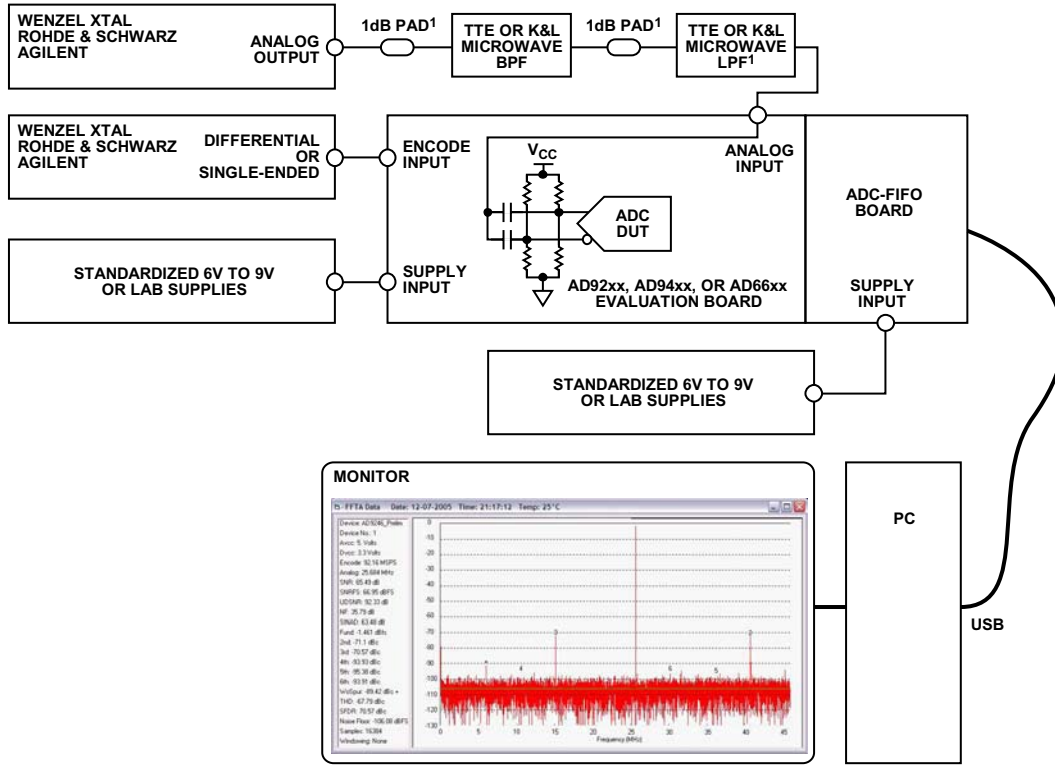 WENZEL XTAL
ROHDE & SCHWARZ
AGILENT
ANALOG
OUTPUT
1dB PAD1
TTE OR K&L
MICROWAVE
BPF
1dB PAD1
TTE OR K&L
MICROWAVE
LPF1
WENZEL XTAL
ROHDE & SCHWARZ
AGILENT
DIFFERENTIAL
OR
SINGLE-ENDED
ENCODE
INPUT
VCC
ANALOG
INPUT
ADC
DUT
ADC-FIFO
BOARD
STANDARDIZED 6V TO 9V
OR LAB SUPPLIES
SUPPLY
INPUT
AD92xx, AD94xx, OR AD66xx
EVALUATION BOARD
SUPPLY
INPUT
STANDARDIZED 6V TO 9V
OR LAB SUPPLIES
MONITOR
FFTA Data Date: 12-07-2005 Time: 21:17:12 Temp: 25°C
Device: AD9246_Prelim
Device No.: 1
Avcc: 5. Volts
Dvcc: 3.3 Volts
Encode: 92.16 MSPS
Analog: 25.604 MHz
SNR: 65.49 dB
SNRFS: 66.95 dBFS
UDSNR: 92.33 dB
NF: 35.79 dB
SINAD: 63.48 dB
Fund: -1.461 dBfs
2nd: -71.1 dBc
3rd: -70.57 dBc
4th: -93.93 dBc
5th: -95.38 dBc
6th: -93.91 dBc
WoSpur: -89.42 dBc +
THD: -67.79 dBc
SFDR: 70.57 dBc
Noise Floor: -106.08 dBFS
Samples: 16384
Windowing: None
0
-10
-20
-30
-40
-50
-60
-70
-80
-90
-100
-110
-120
-130
+ 4 3 6 5 2
0 5 10 15 20 25 30 35 40 45
Frequency (MHz)
PC
USB